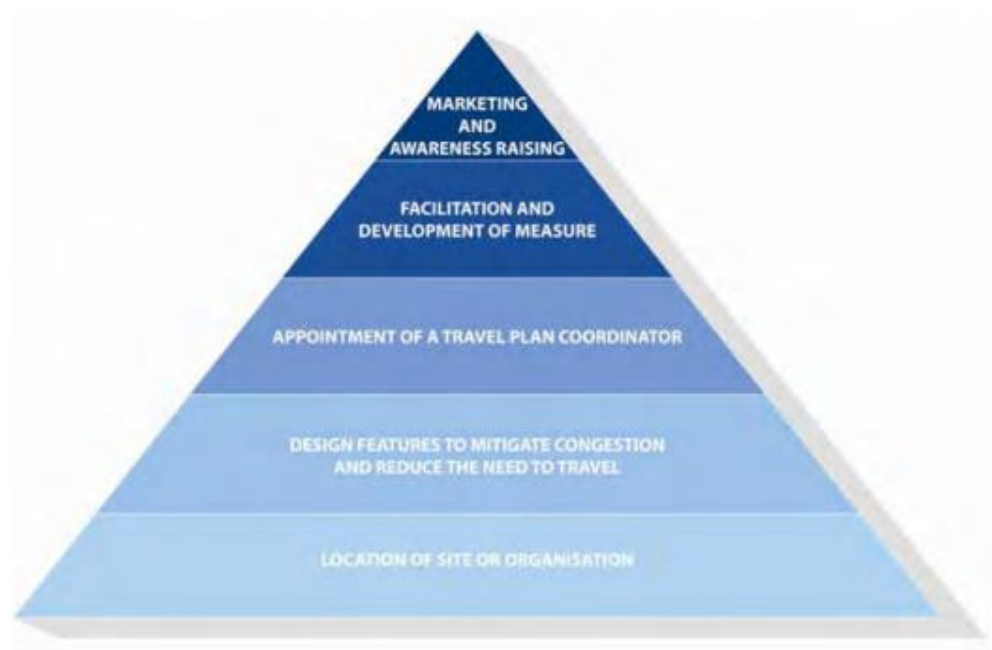 MARKETING
AND
AWARENESS RAISING
FACILITATION AND
DEVELOPMENT OF MEASURE
APPOINTMENT OF A TRAVEL PLAN COORDINATOR
DESIGN FEATURES TO MITIGATE CONGESTION
AND REDUCE THE NEED TO TRAVEL
LOCATION OF SITE OR ORGANISATION